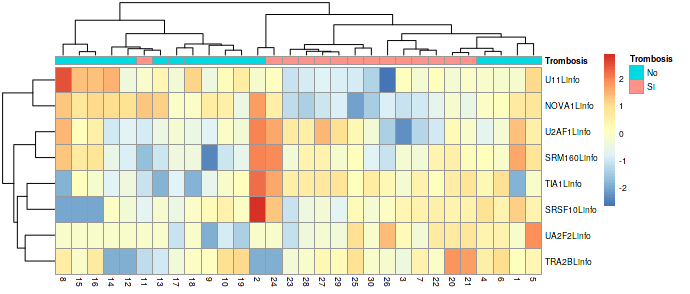 Trombosis
U11Linfo
NOVA1Linfo
U2AF1Linfo
SRM160Linfo
TIA1Linfo
SRSF10Linfo
UA2F2Linfo
TRA2BLinfo
8 15 16 14 12 11 13 17 18 9 10 19 2 24 23 28 27 29 25 30 26 3 7 22 20 21 4 6 1 5
2
1
0
-1
-2
Trombosis
No
Si